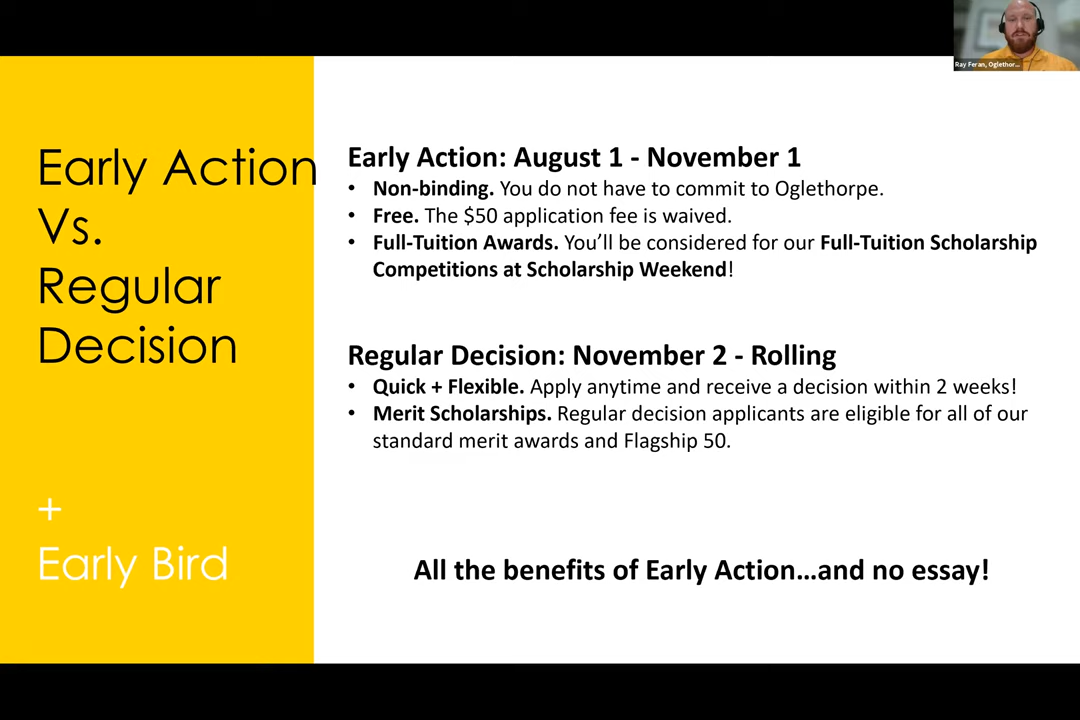 Ray Feran, Oglethor...
Early Action
Vs.
Regular
Decision
+
Early Bird
Early Action: August 1 - November 1
• Non-binding. You do not have to commit to Oglethorpe.
• Free. The $50 application fee is waived.
• Full-Tuition Awards. You’ll be considered for our Full-Tuition Scholarship
Competitions at Scholarship Weekend!
Regular Decision: November 2 - Rolling
• Quick + Flexible. Apply anytime and receive a decision within 2 weeks!
• Merit Scholarships. Regular decision applicants are eligible for all of our
standard merit awards and Flagship 50.
All the benefits of Early Action…and no essay!